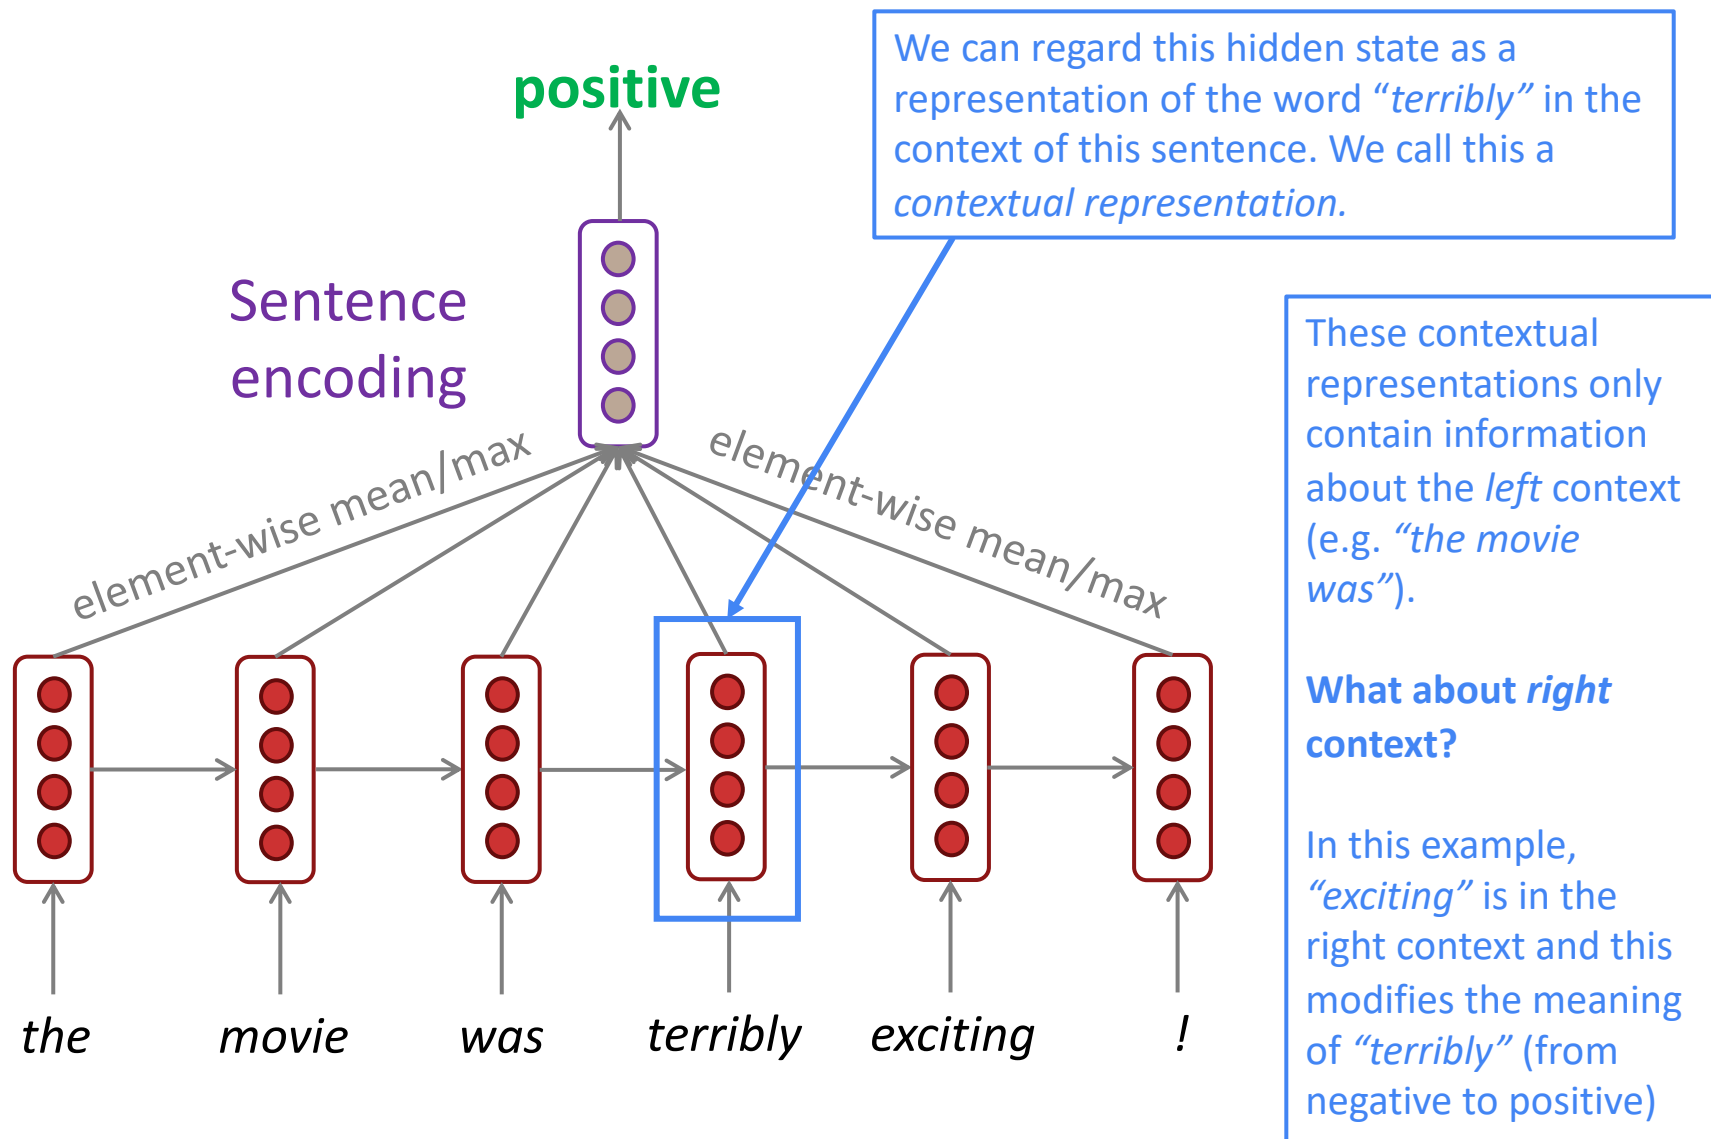 positive
We can regard this hidden state as a
representation of the word “terribly” in the
context of this sentence. We call this a
contextual representation.
Sentence
encoding
element-wise mean/max
element-wise mean/max
These contextual
representations only
contain information
about the left context
(e.g. “the movie
was”).
What about right
context?
In this example,
“exciting” is in the
right context and this
modifies the meaning
of “terribly” (from
negative to positive)
the movie was terribly exciting !